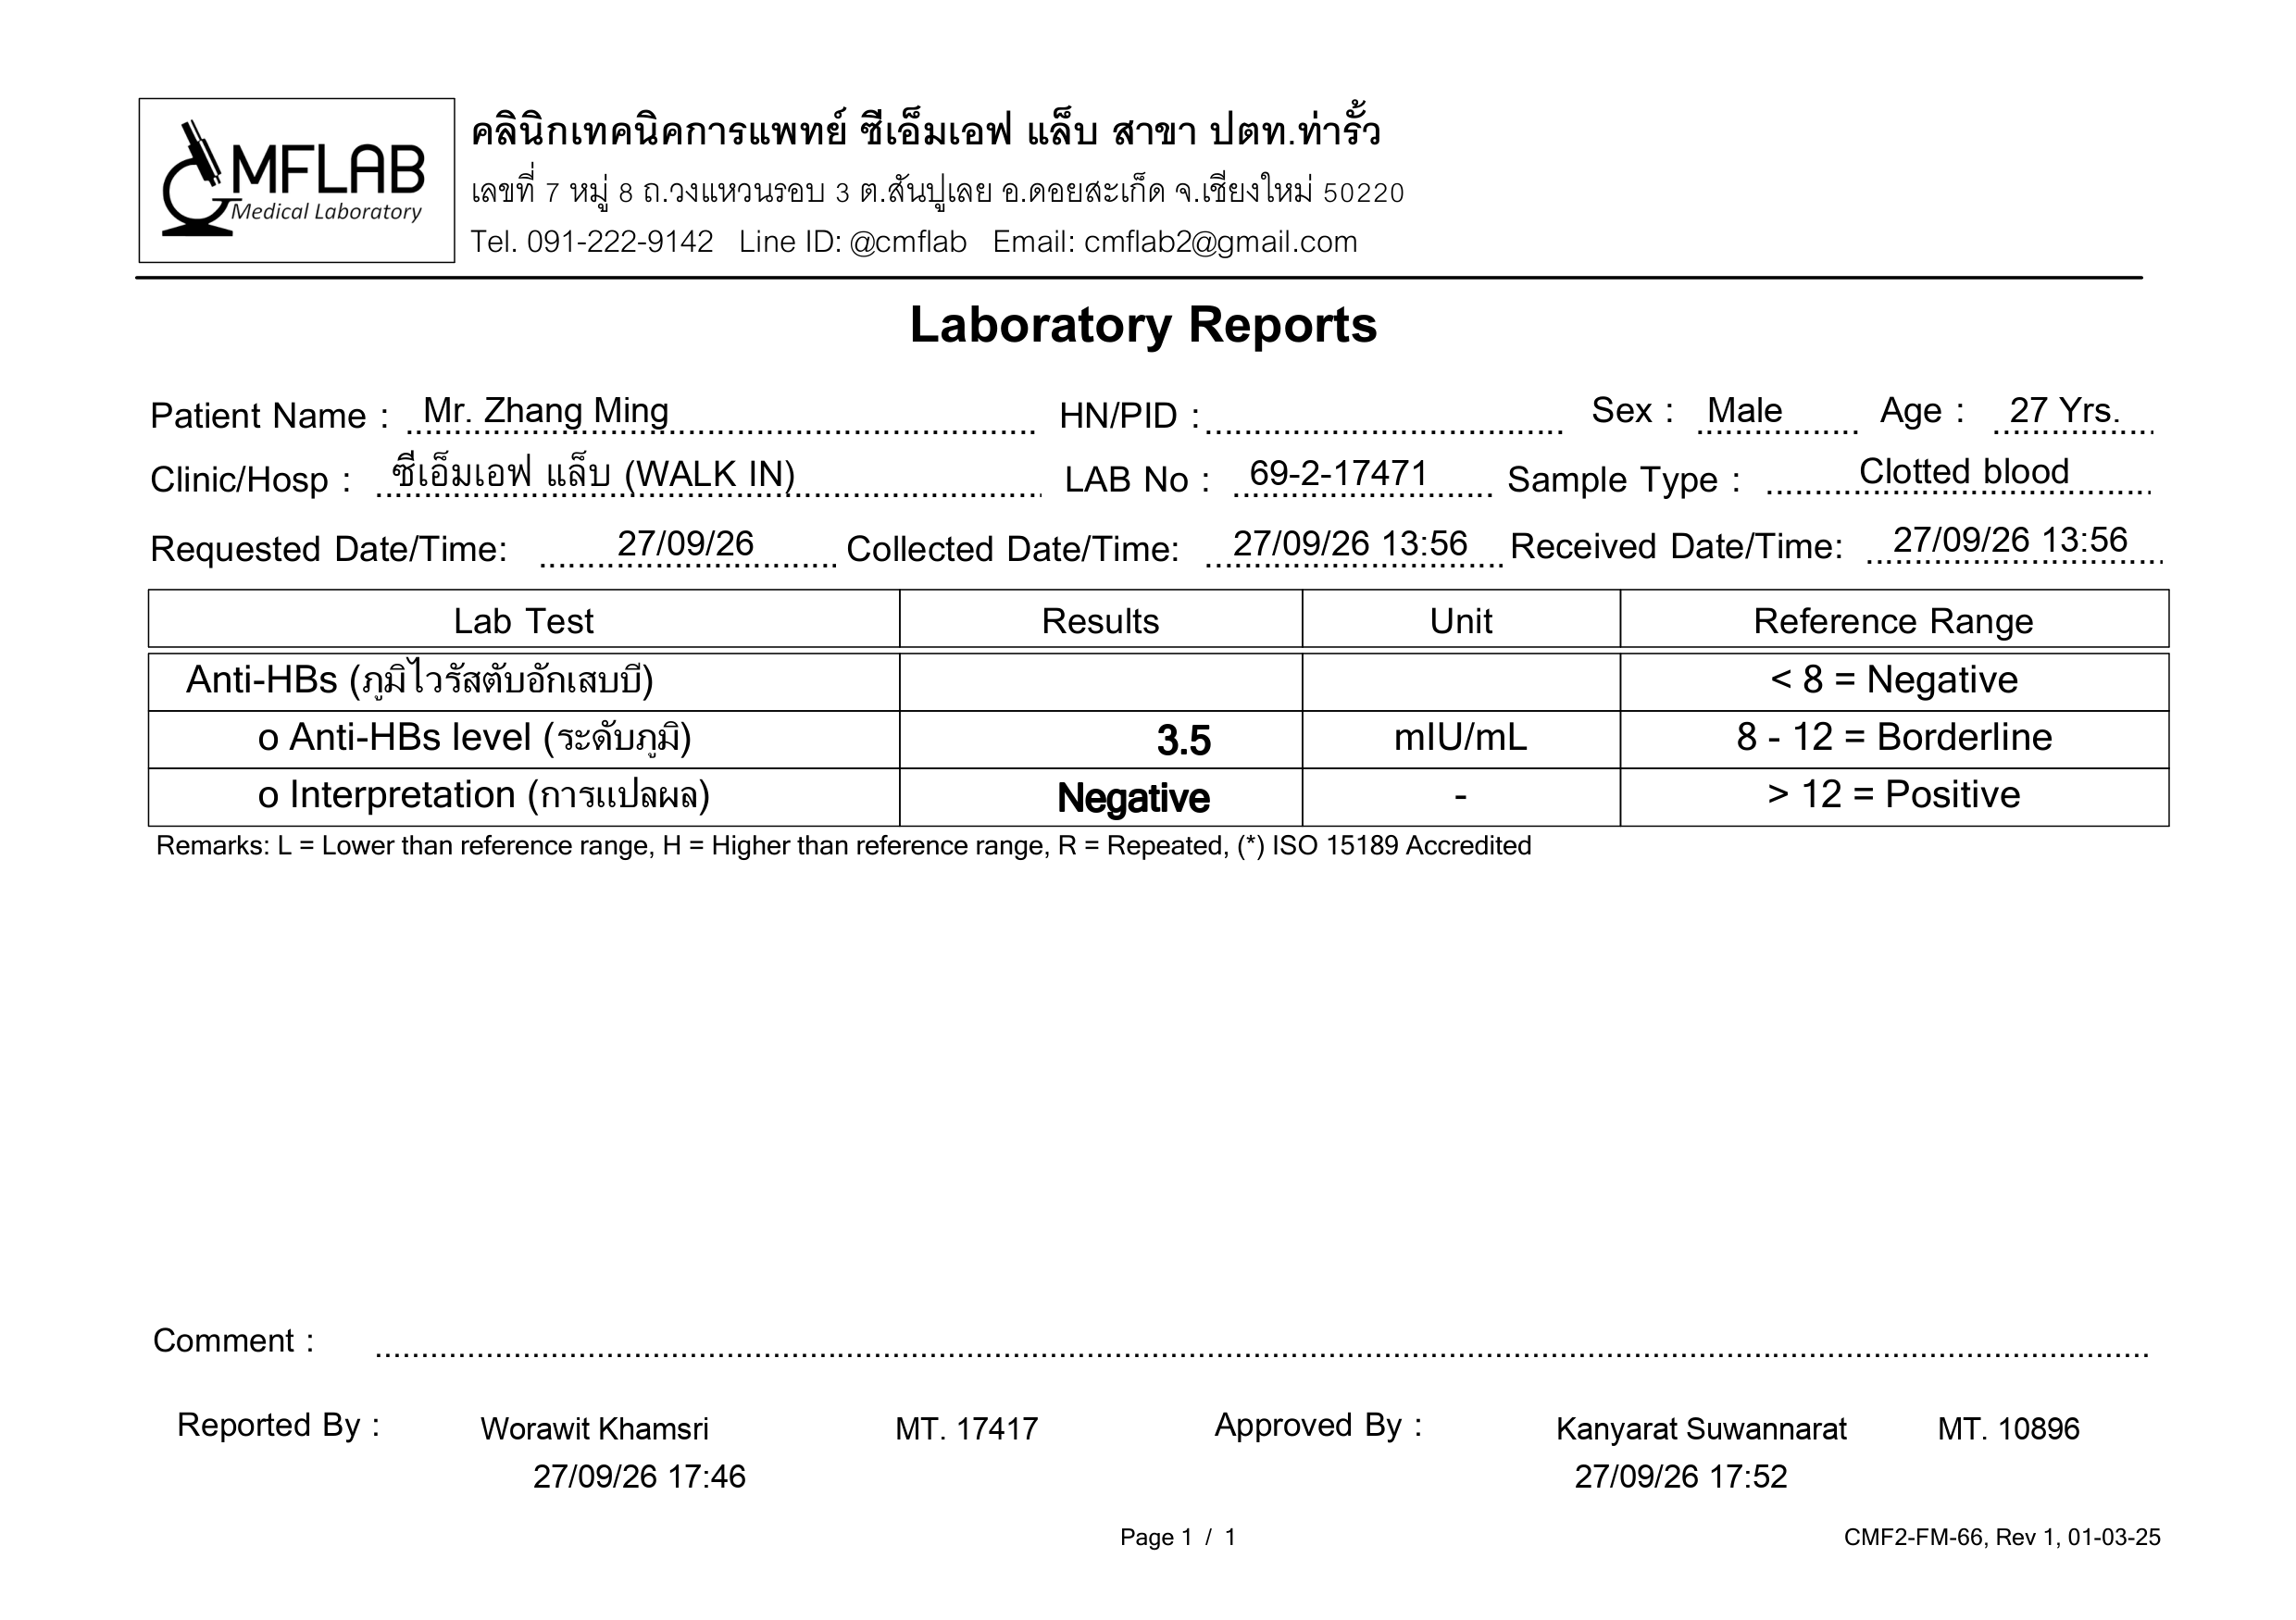 MFLAB
Medical Laboratory
คลินิกเทคนิคการแพทย์ ซีเอ็มเอฟ แล็บ สาขา ปตท.ท่ารั้ว
เลขที่ 7 หมู่ 8 ถ.วงแหวนรอบ 3 ต.สันปูเลย อ.ดอยสะเก็ด จ.เชียงใหม่ 50220
Tel. 091-222-9142 Line ID: @cmflab Email: cmflab2@gmail.com
Laboratory Reports
Patient Name : Mr. Zhang Ming HN/PID : Sex : Male Age : 27 Yrs.
Clinic/Hosp : ซีเอ็มเอฟ แล็บ (WALK IN) LAB No : 69-2-17471 Sample Type : Clotted blood
Requested Date/Time: 27/09/26 Collected Date/Time: 27/09/26 13:56 Received Date/Time: 27/09/26 13:56
Lab Test Results Unit Reference Range
Anti-HBs (ภูมิไวรัสตับอักเสบบี) < 8 = Negative
o Anti-HBs level (ระดับภูมิ) 3.5 mIU/mL 8 - 12 = Borderline
o Interpretation (การแปลผล) Negative - > 12 = Positive
Remarks: L = Lower than reference range, H = Higher than reference range, R = Repeated, (*) ISO 15189 Accredited
Comment :
Reported By : Worawit Khamsri MT. 17417 Approved By : Kanyarat Suwannarat MT. 10896
27/09/26 17:46 27/09/26 17:52
Page 1 / 1 CMF2-FM-66, Rev 1, 01-03-25